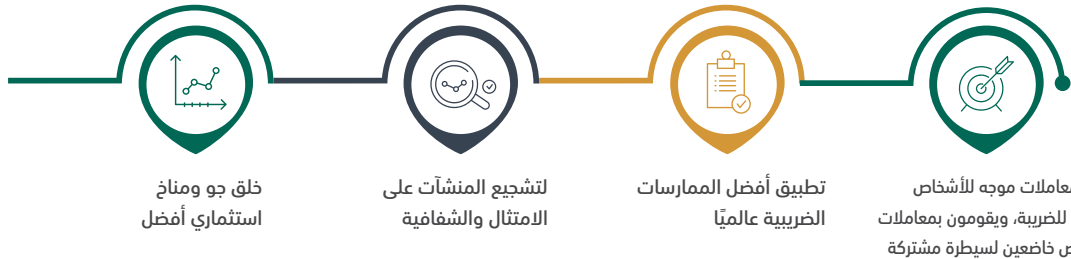 معاملات موجه للأشخاص
للضريبة، ويقومون بمعاملات
خاضعين لسيطرة مشتركة
تطبيق أفضل الممارسات
الضريبية عالميًا
لتشجيع المنشآت على
الامتثال والشفافية
خلق جو ومناخ
استثماري أفضل